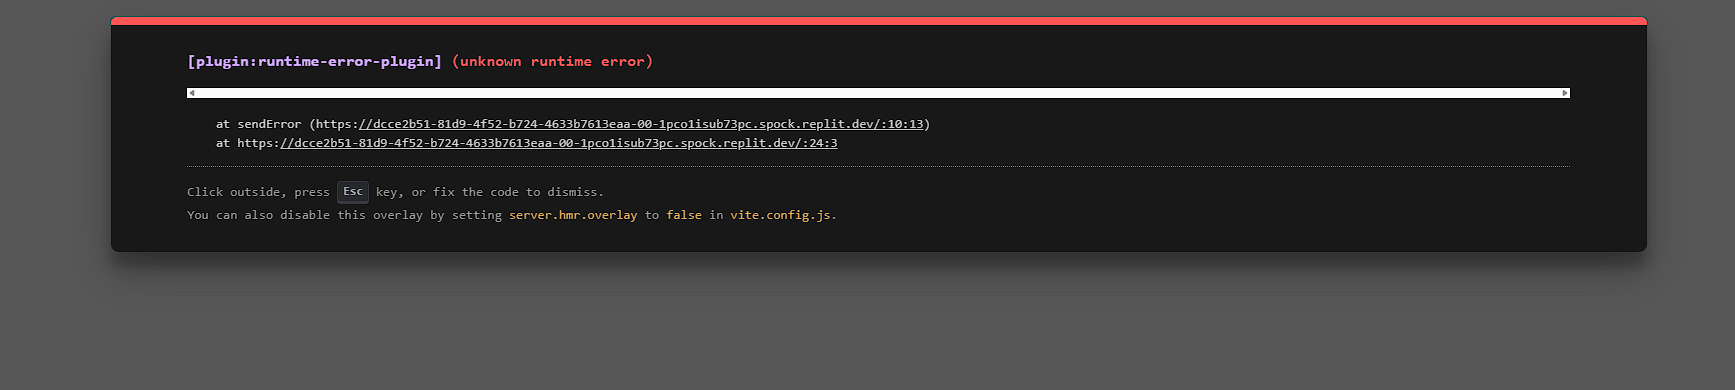 [plugin:runtime-error-plugin] (unknown runtime error)
at sendError (https://dcce2b51-81d9-4f52-b724-4633b7613eaa-00-1pco1isub73pc.spock.replit.dev/:10:13)
at https://dcce2b51-81d9-4f52-b724-4633b7613eaa-00-1pco1isub73pc.spock.replit.dev/:24:3
Click outside, press Esc key, or fix the code to dismiss.
You can also disable this overlay by setting server.hmr.overlay to false in vite.config.js.